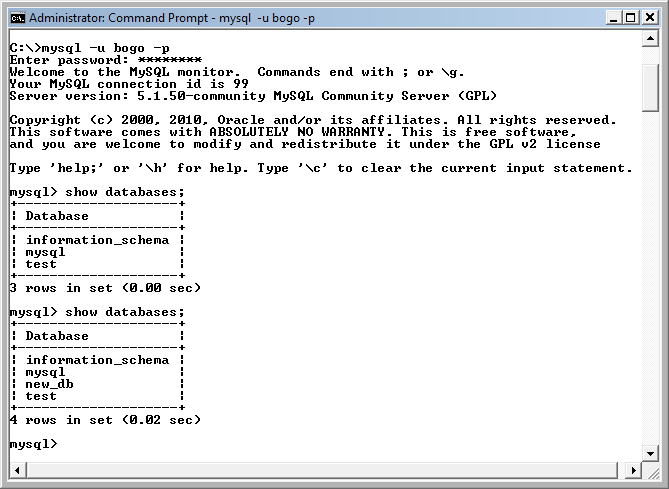 Administrator: Command Prompt - mysql -u bogo -p
C:\>mysql -u bogo -p
Enter password: ********
Welcome to the MySQL monitor.  Commands end with ; or \g.
Your MySQL connection id is 99
Server version: 5.1.50-community MySQL Community Server (GPL)
Copyright (c) 2000, 2010, Oracle and/or its affiliates. All rights reserved.
This software comes with ABSOLUTELY NO WARRANTY. This is free software,
and you are welcome to modify and redistribute it under the GPL v2 license
Type 'help;' or '\h' for help. Type '\c' to clear the current input statement.
mysql> show databases;
+--------------------+
| Database           |
+--------------------+
| information_schema |
| mysql              |
| test               |
+--------------------+
3 rows in set (0.00 sec)
mysql> show databases;
+--------------------+
| Database           |
+--------------------+
| information_schema |
| mysql              |
| new_db             |
| test               |
+--------------------+
4 rows in set (0.02 sec)
mysql>